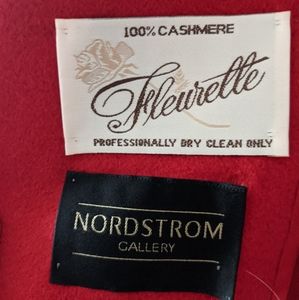 100% CASHMERE
Fleurette
PROFESSIONALLY DRY CLEAN ONLY
NORDSTROM
GALLERY